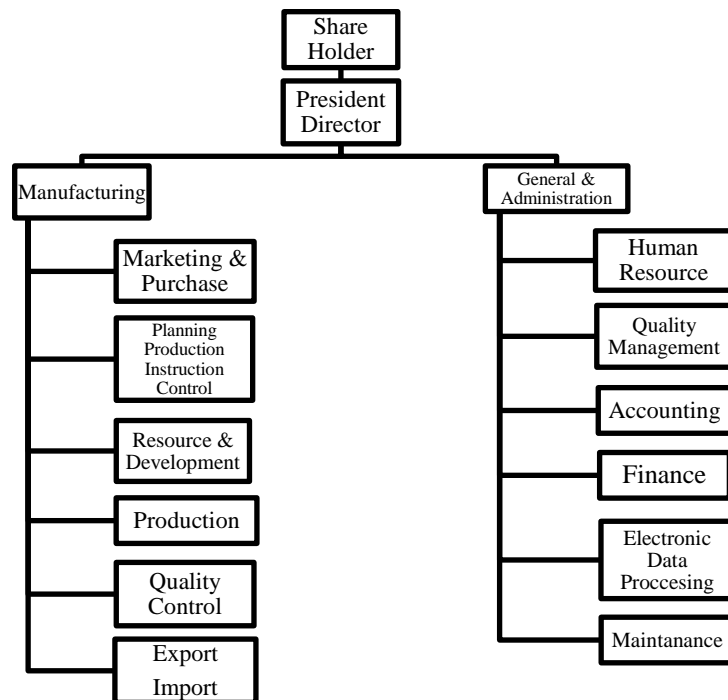 Share
Holder
President
Director
Manufacturing
Marketing &
Purchase
Planning
Production
Instruction
Control
Resource &
Development
Production
Quality
Control
Export
Import
General &
Administration
Human
Resource
Quality
Management
Accounting
Finance
Electronic
Data
Proccesing
Maintanance